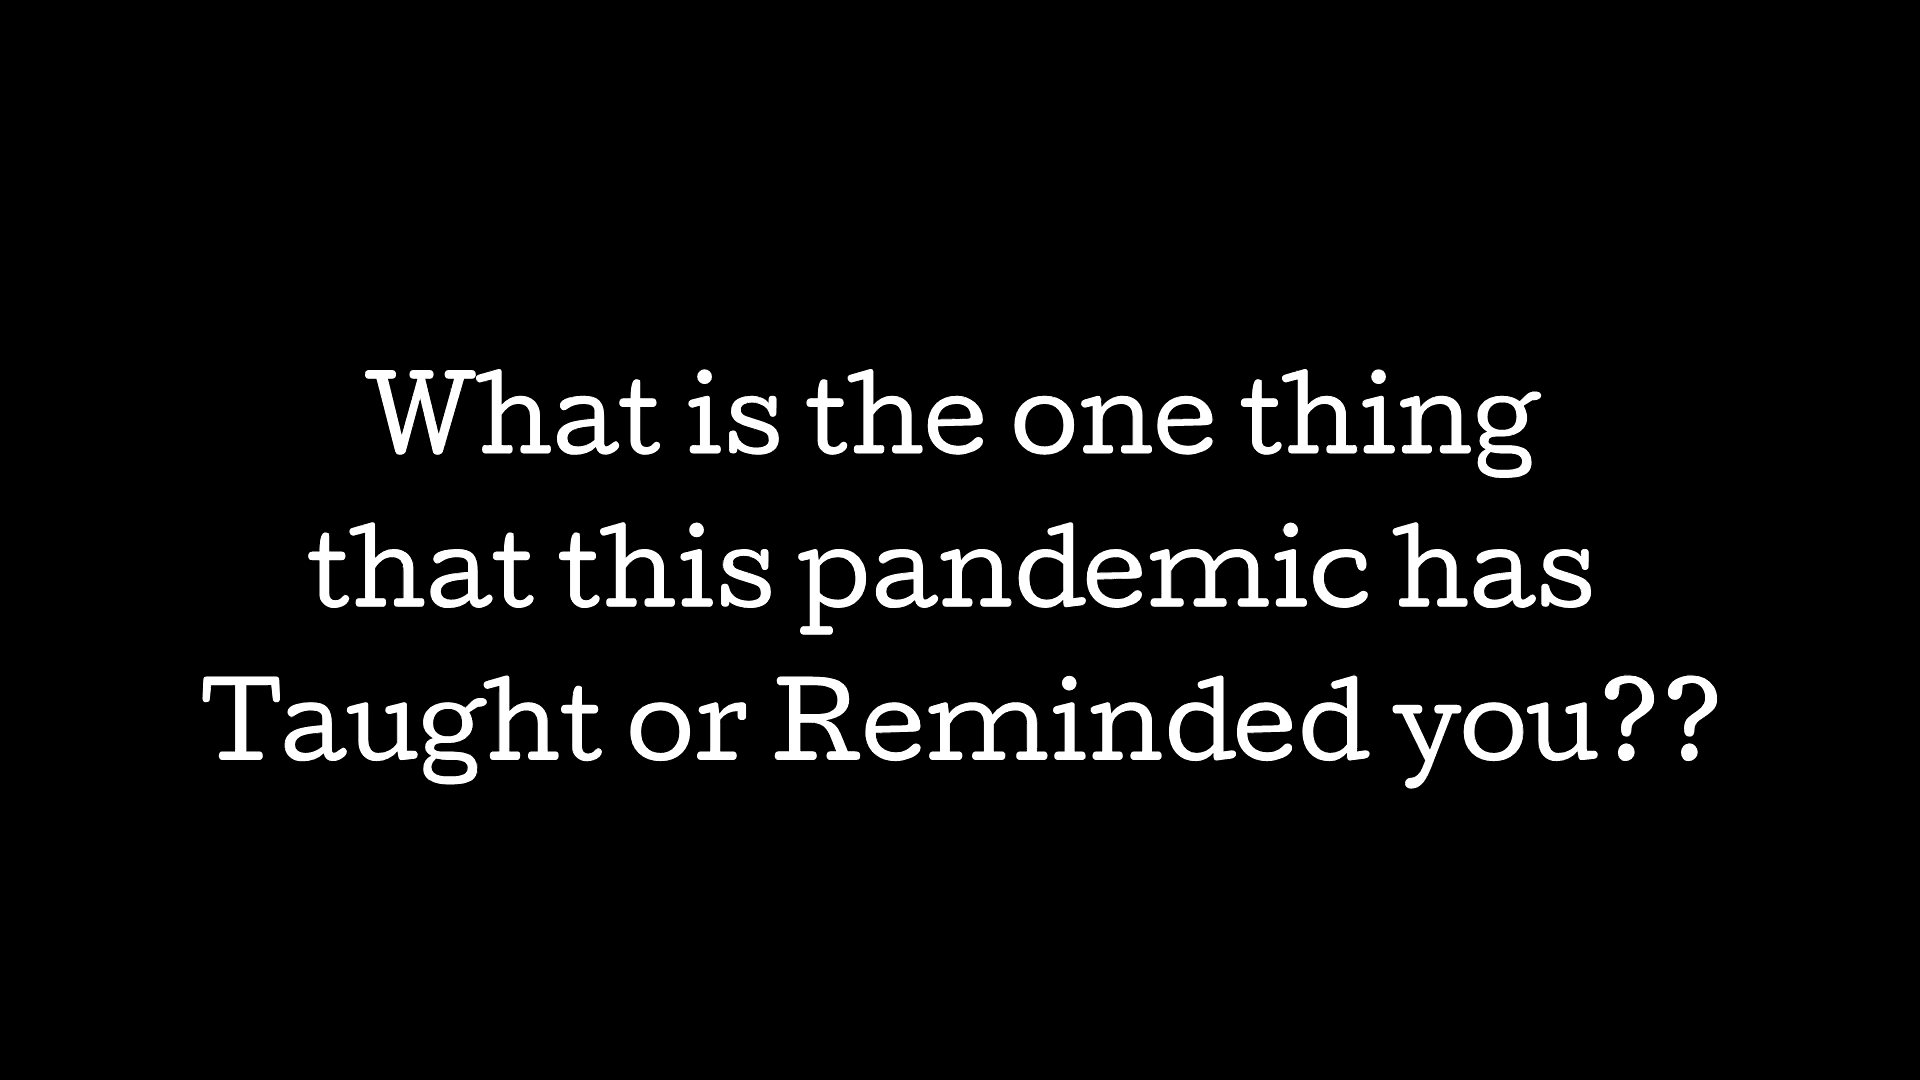 What is the one thing
that this pandemic has
Taught or Reminded you??